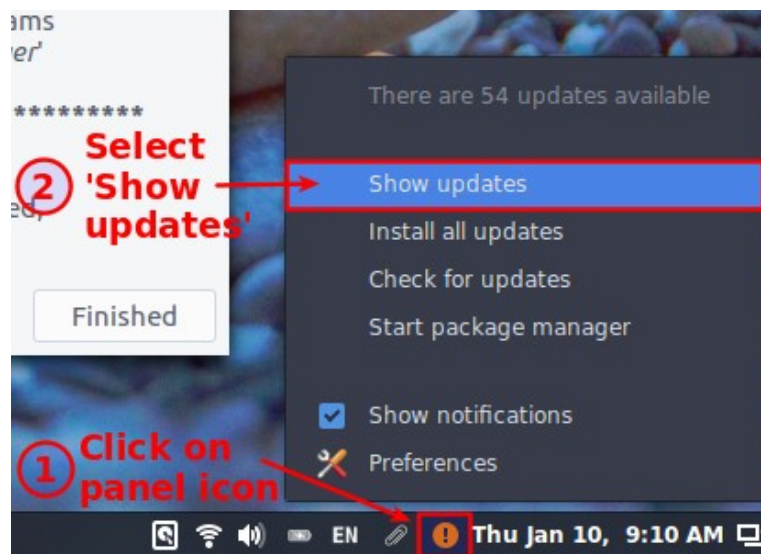 ams
er'
*********
ed,
Finished
There are 54 updates available
Show updates
Install all updates
Check for updates
Start package manager
Show notifications
Preferences
2
Select
'Show
updates'
1
Click on
panel icon
EN
! Thu Jan 10, 9:10 AM